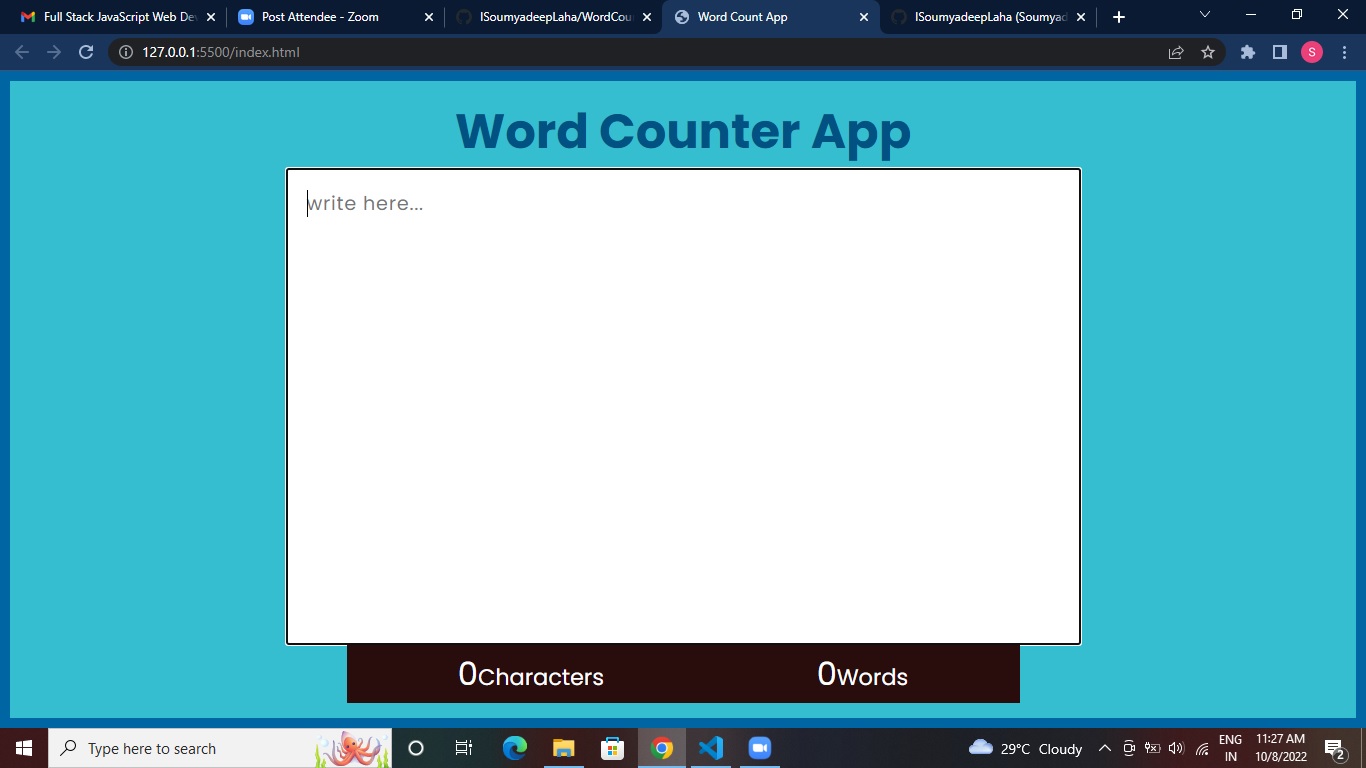 Full Stack JavaScript Web De
Post Attendee - Zoom
ISoumyadeepLaha/WordCou
Word Count App
ISoumyadeepLaha (Soumyad
127.0.0.1:5500/index.html
S
Word Counter App
write here...
0Characters
0Words
Type here to search
29°C Cloudy
ENG
IN
11:27 AM
10/8/2022
2